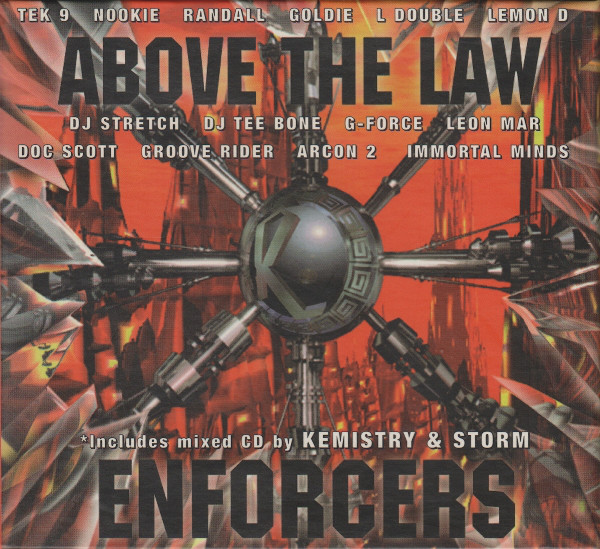 TEK 9 NOOKIE RANDALL GOLDIE L DOUBLE LEMON D
ABOVE THE LAW
DJ STRETCH DJ TEE BONE G-FORCE LEON MAR
DOC SCOTT GROOVE RIDER ARCON 2 IMMORTAL MINDS
R
*Includes mixed CD by KEMISTRY & STORM
ENFORCERS